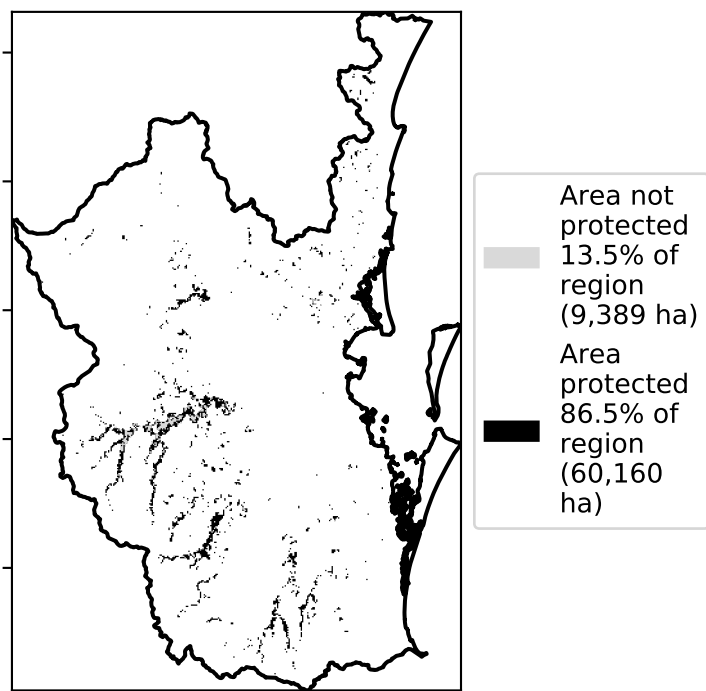 Area not
protected
13.5% of
region
(9,389 ha)
Area
protected
86.5% of
region
(60,160
ha)